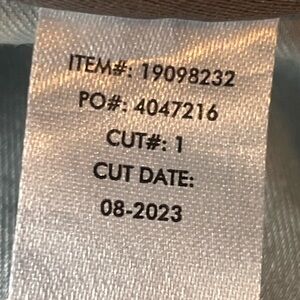 ITEM#: 19098232
PO#: 4047216
CUT#: 1
CUT DATE:
08-2023